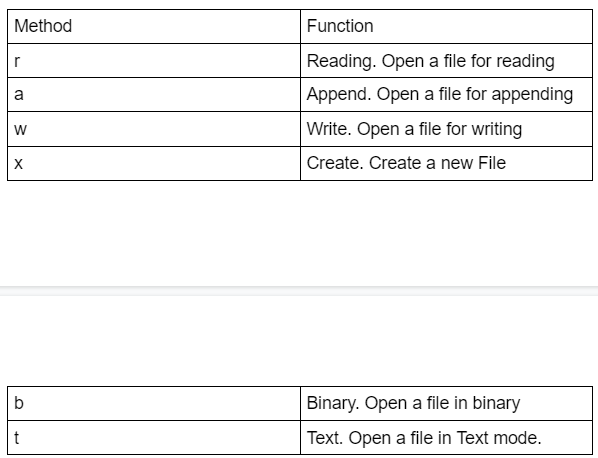 Method Function
r Reading. Open a file for reading
a Append. Open a file for appending
w Write. Open a file for writing
x Create. Create a new File
b Binary. Open a file in binary
t Text. Open a file in Text mode.